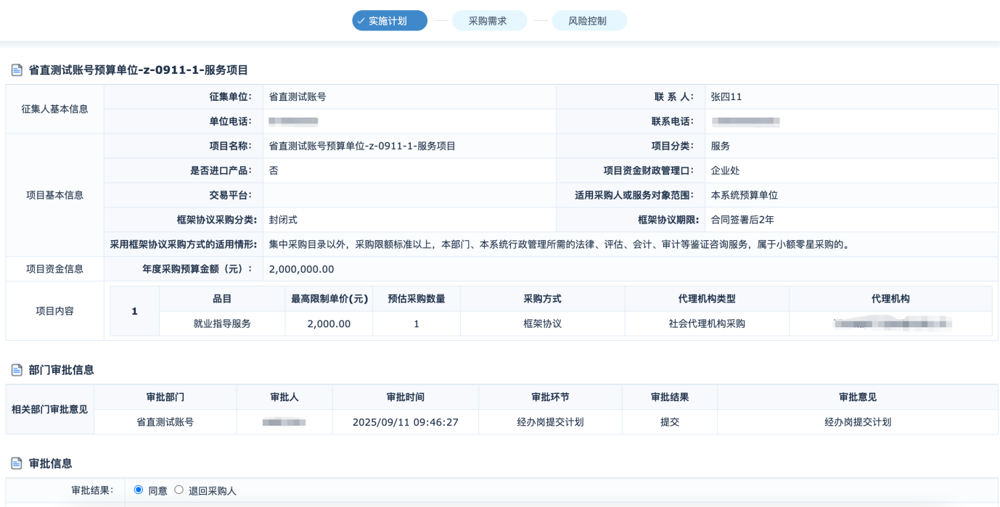 实施计划
采购需求
风险控制
省直测试账号预算单位-z-0911-1-服务项目
征集人基本信息
征集单位: 省直测试账号 联 系 人: 张四11
单位电话: 联系电话:
项目基本信息
项目名称: 省直测试账号预算单位-z-0911-1-服务项目 项目分类: 服务
是否进口产品: 否 项目资金财政管理口: 企业处
交易平台: 适用采购人或服务对象范围: 本系统预算单位
框架协议采购分类: 封闭式 框架协议期限: 合同签署后2年
采用框架协议采购方式的适用情形: 集中采购目录以外，采购限额标准以上，本部门、本系统行政管理所需的法律、评估、会计、审计等鉴证咨询服务，属于小额零星采购的。
项目资金信息 年度采购预算金额（元）: 2,000,000.00
项目内容
1
品目 最高限制单价(元) 预估采购数量 采购方式 代理机构类型 代理机构
就业指导服务 2,000.00 1 框架协议 社会代理机构采购
部门审批信息
相关部门审批意见
审批部门 审批人 审批时间 审批环节 审批结果 审批意见
省直测试账号 2025/09/11 09:46:27 经办岗提交计划 提交 经办岗提交计划
审批信息
审批结果: 同意 退回采购人